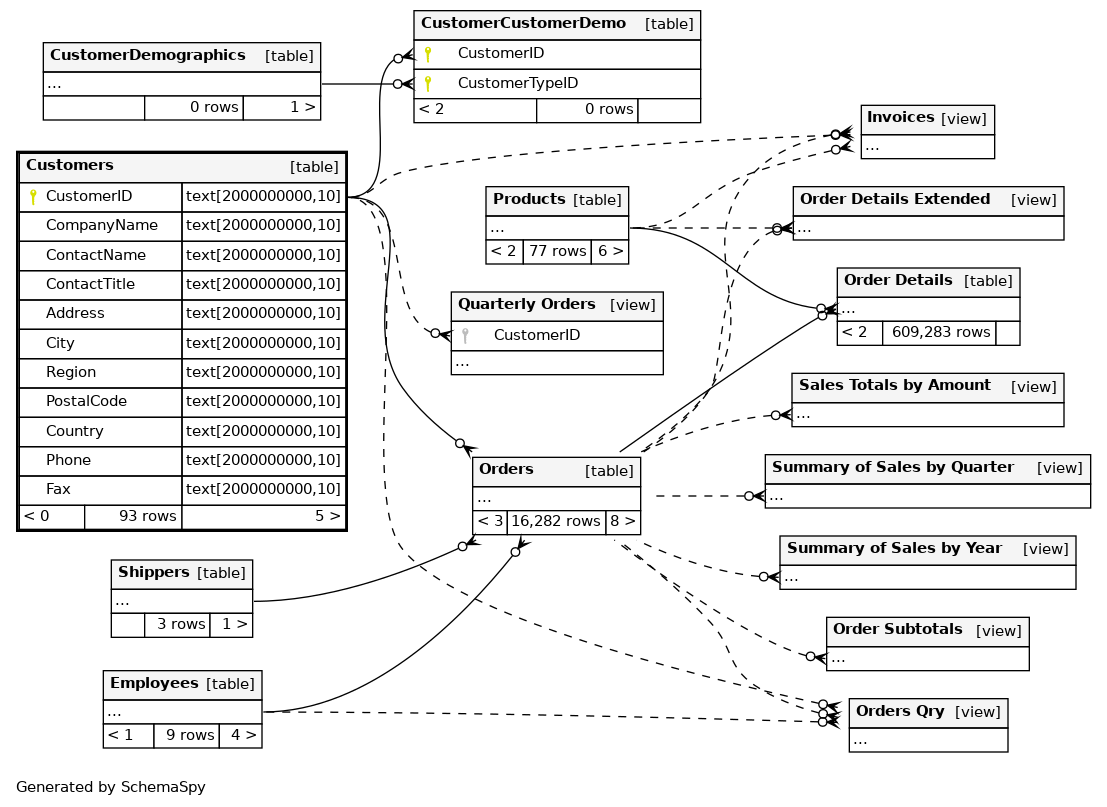 CustomerCustomerDemo [table]
CustomerID
CustomerTypeID
< 2 0 rows
CustomerDemographics [table]
...
0 rows 1 >
Customers [table]
CustomerID text[2000000000,10]
CompanyName text[2000000000,10]
ContactName text[2000000000,10]
ContactTitle text[2000000000,10]
Address text[2000000000,10]
City text[2000000000,10]
Region text[2000000000,10]
PostalCode text[2000000000,10]
Country text[2000000000,10]
Phone text[2000000000,10]
Fax text[2000000000,10]
< 0 93 rows 5 >
Invoices [view]
...
Products [table]
...
< 2 77 rows 6 >
Order Details Extended [view]
...
Order Details [table]
...
< 2 609,283 rows
Quarterly Orders [view]
CustomerID
...
Sales Totals by Amount [view]
...
Orders [table]
...
< 3 16,282 rows 8 >
Summary of Sales by Quarter [view]
...
Summary of Sales by Year [view]
...
Shippers [table]
...
3 rows 1 >
Order Subtotals [view]
...
Employees [table]
...
< 1 9 rows 4 >
Orders Qry [view]
...
Generated by SchemaSpy